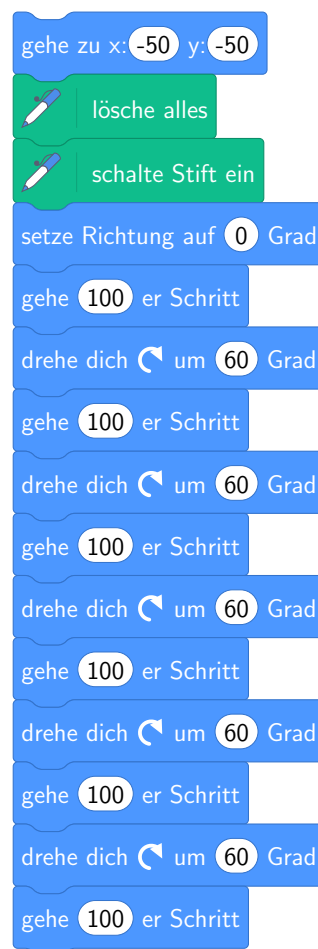 gehe zu x: -50 y: -50
lösche alles
schalte Stift ein
setze Richtung auf 0 Grad
gehe 100 er Schritt
drehe dich um 60 Grad
gehe 100 er Schritt
drehe dich um 60 Grad
gehe 100 er Schritt
drehe dich um 60 Grad
gehe 100 er Schritt
drehe dich um 60 Grad
gehe 100 er Schritt
drehe dich um 60 Grad
gehe 100 er Schritt